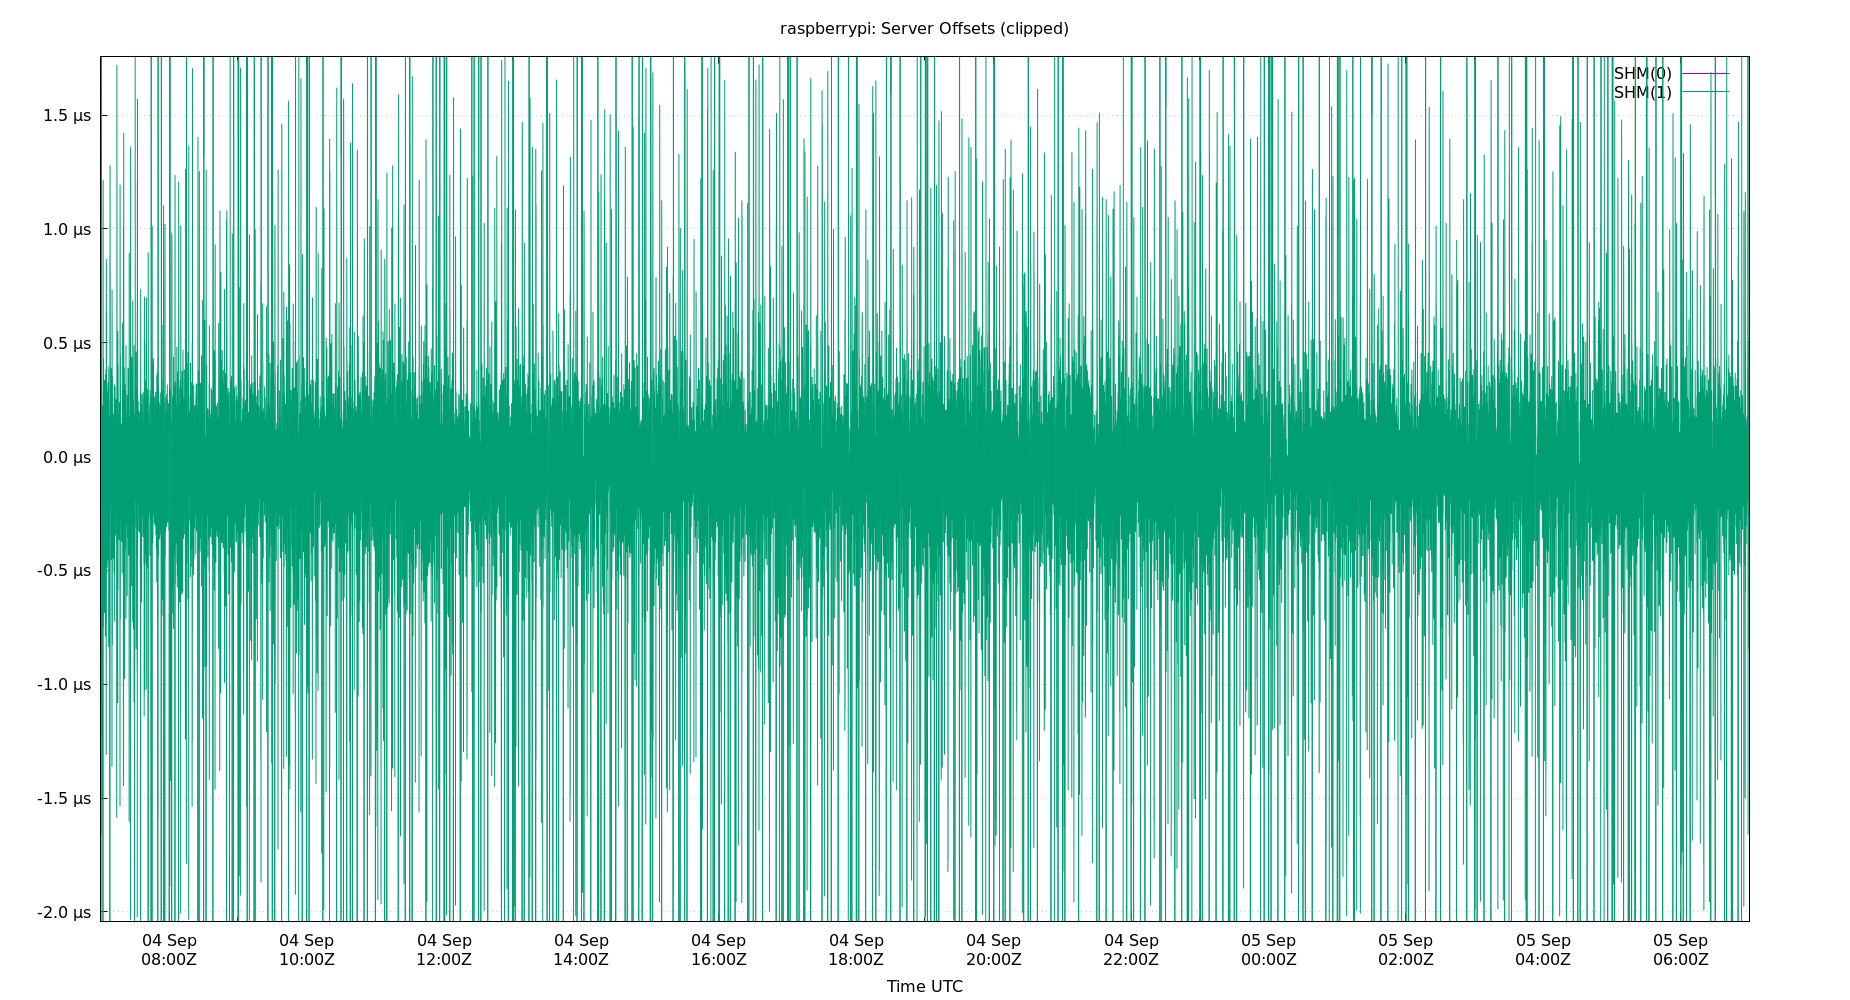 raspberrypi: Server Offsets (clipped)
SHM(0)
SHM(1)
1.5 µs
1.0 µs
0.5 µs
0.0 µs
-0.5 µs
-1.0 µs
-1.5 µs
-2.0 µs
04 Sep 04 Sep 04 Sep 04 Sep 04 Sep 04 Sep 04 Sep 04 Sep 05 Sep 05 Sep 05 Sep 05 Sep
08:00Z 10:00Z 12:00Z 14:00Z 16:00Z 18:00Z 20:00Z 22:00Z 00:00Z 02:00Z 04:00Z 06:00Z
Time UTC